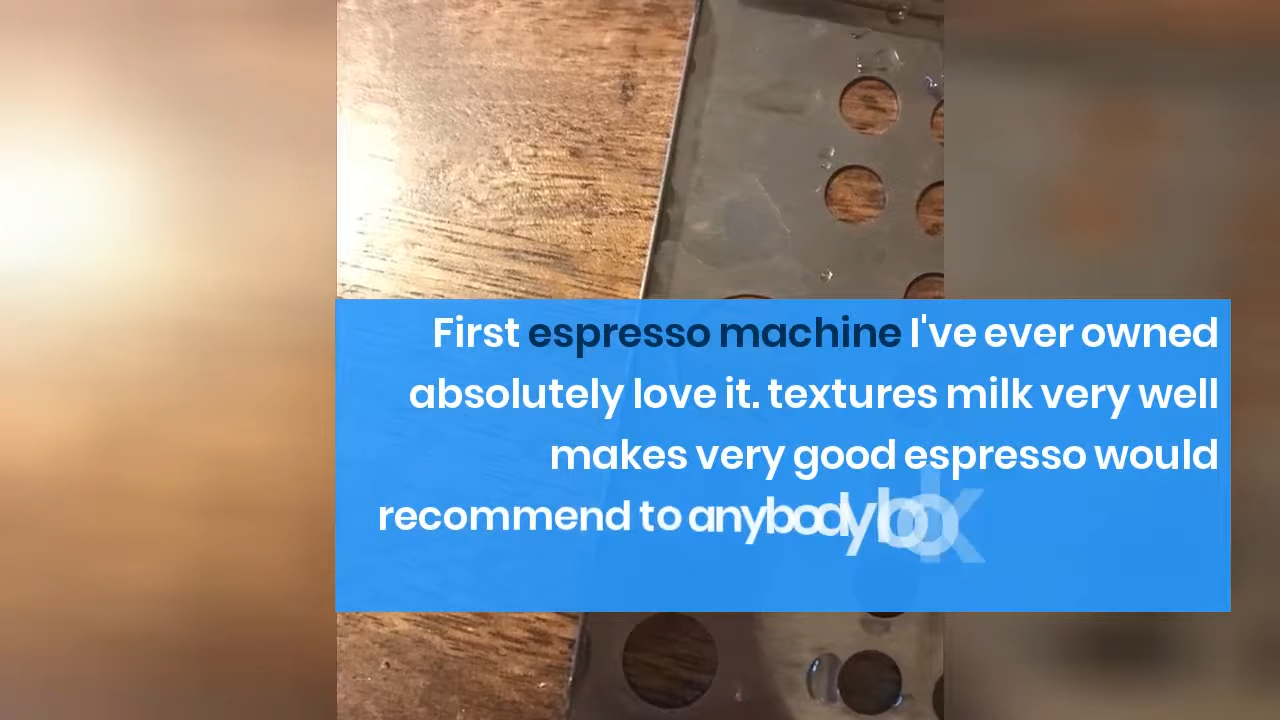 First espresso machine I've ever owned
absolutely love it. textures milk very well
makes very good espresso would
recommend to anybody